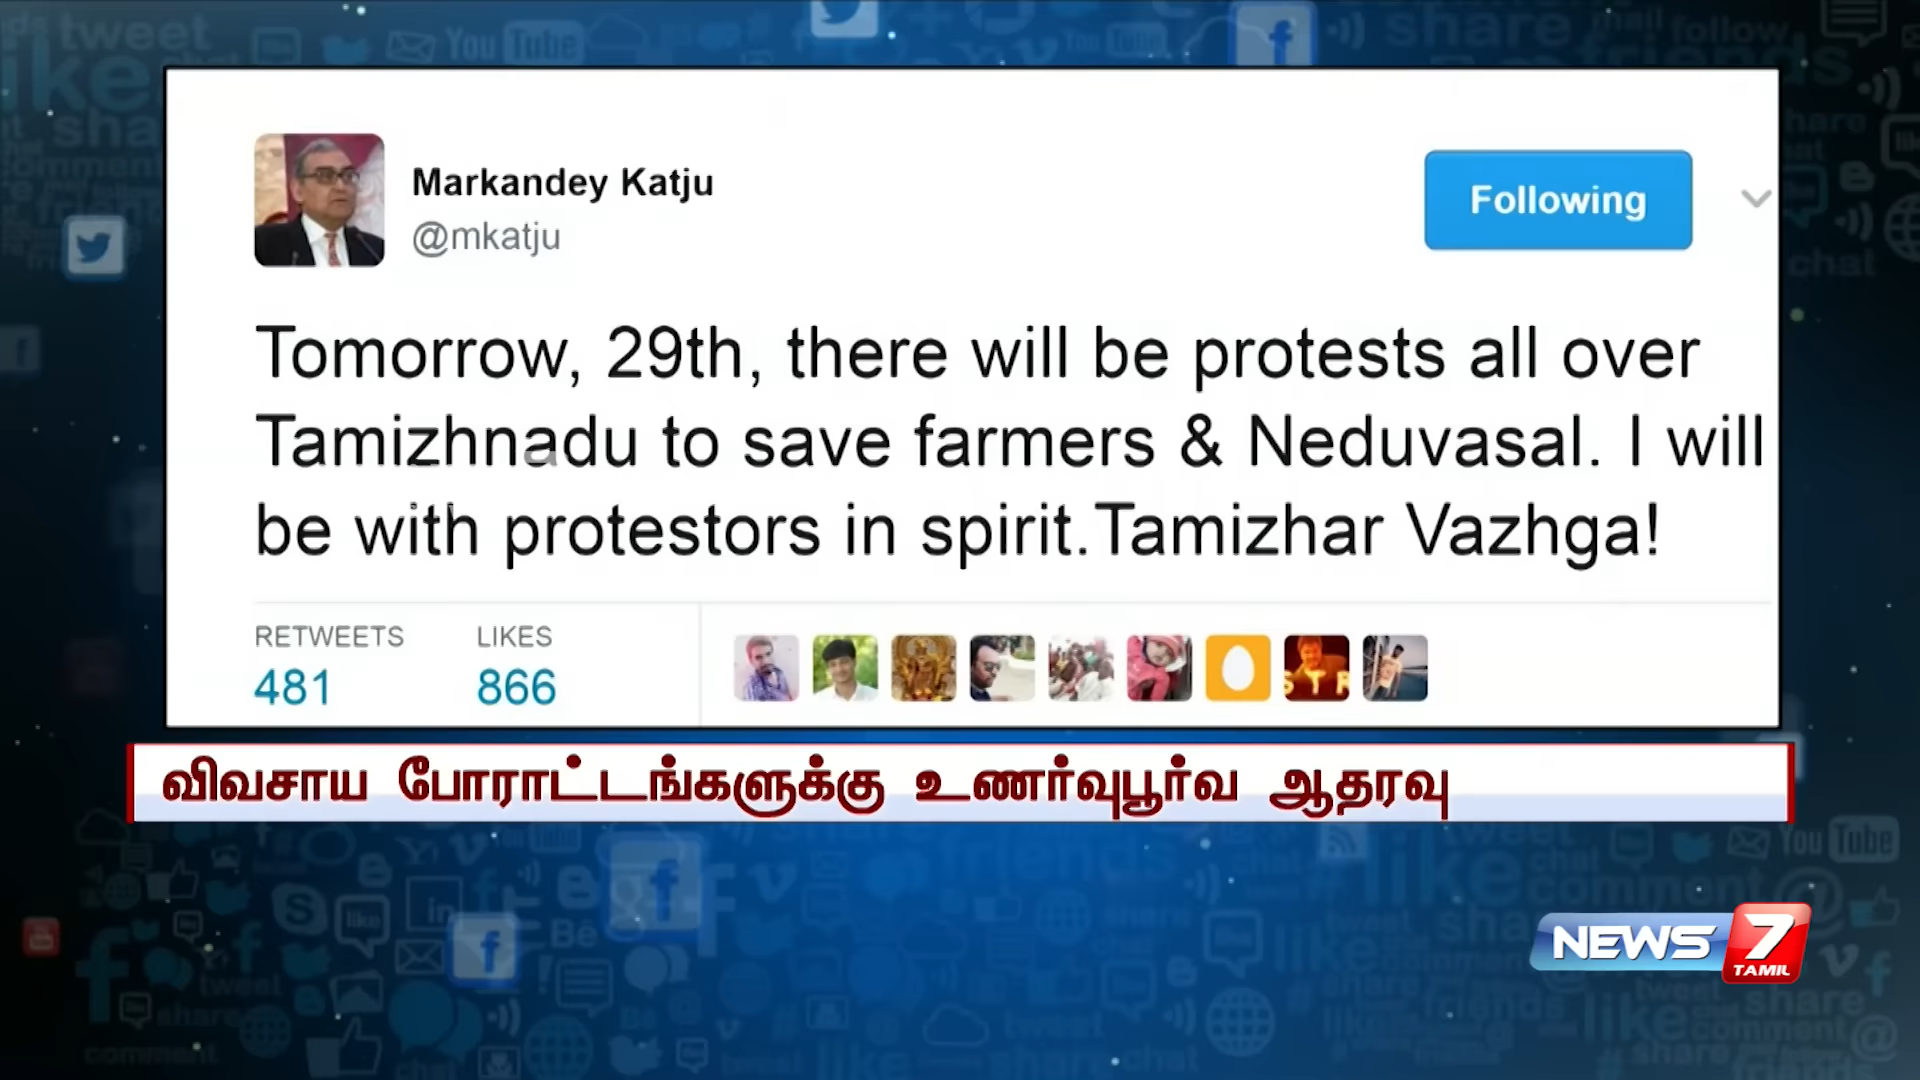 Markandey Katju
@mkatju
Following
Tomorrow, 29th, there will be protests all over
Tamizhnadu to save farmers & Neduvasal. I will
be with protestors in spirit.Tamizhar Vazhga!
RETWEETS LIKES
481 866
விவசாய போராட்டங்களுக்கு உணர்வுபூர்வ ஆதரவு
NEWS 7
TAMIL